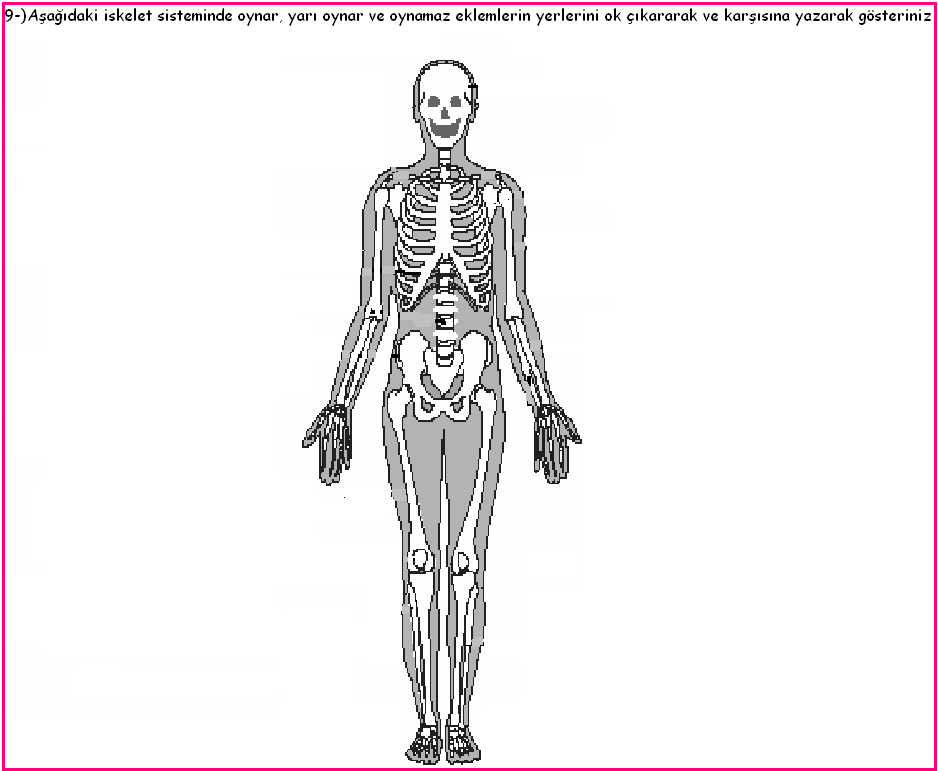 9-)Aşağıdaki iskelet sisteminde oynar, yarı oynar ve oynamaz eklemlerin yerlerini ok çıkararak ve karşısına yazarak gösteriniz